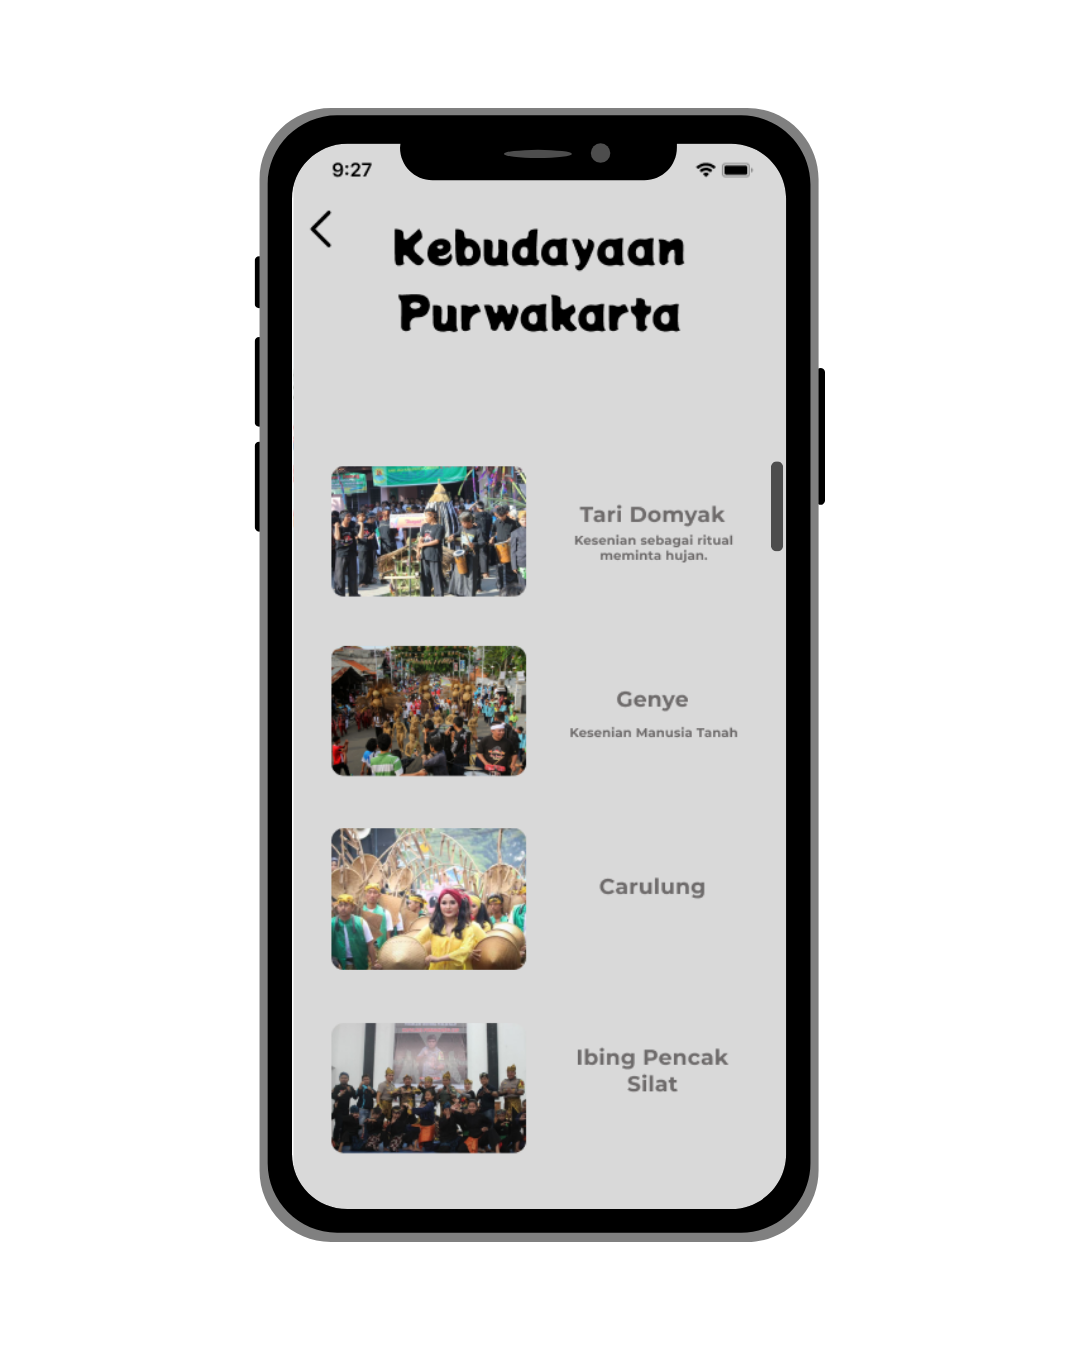 9:27
Kebudayaan
Purwakarta
Tari Domyak
Kesenian sebagai ritual
meminta hujan.
Genye
Kesenian Manusia Tanah
Carulung
Ibing Pencak
Silat